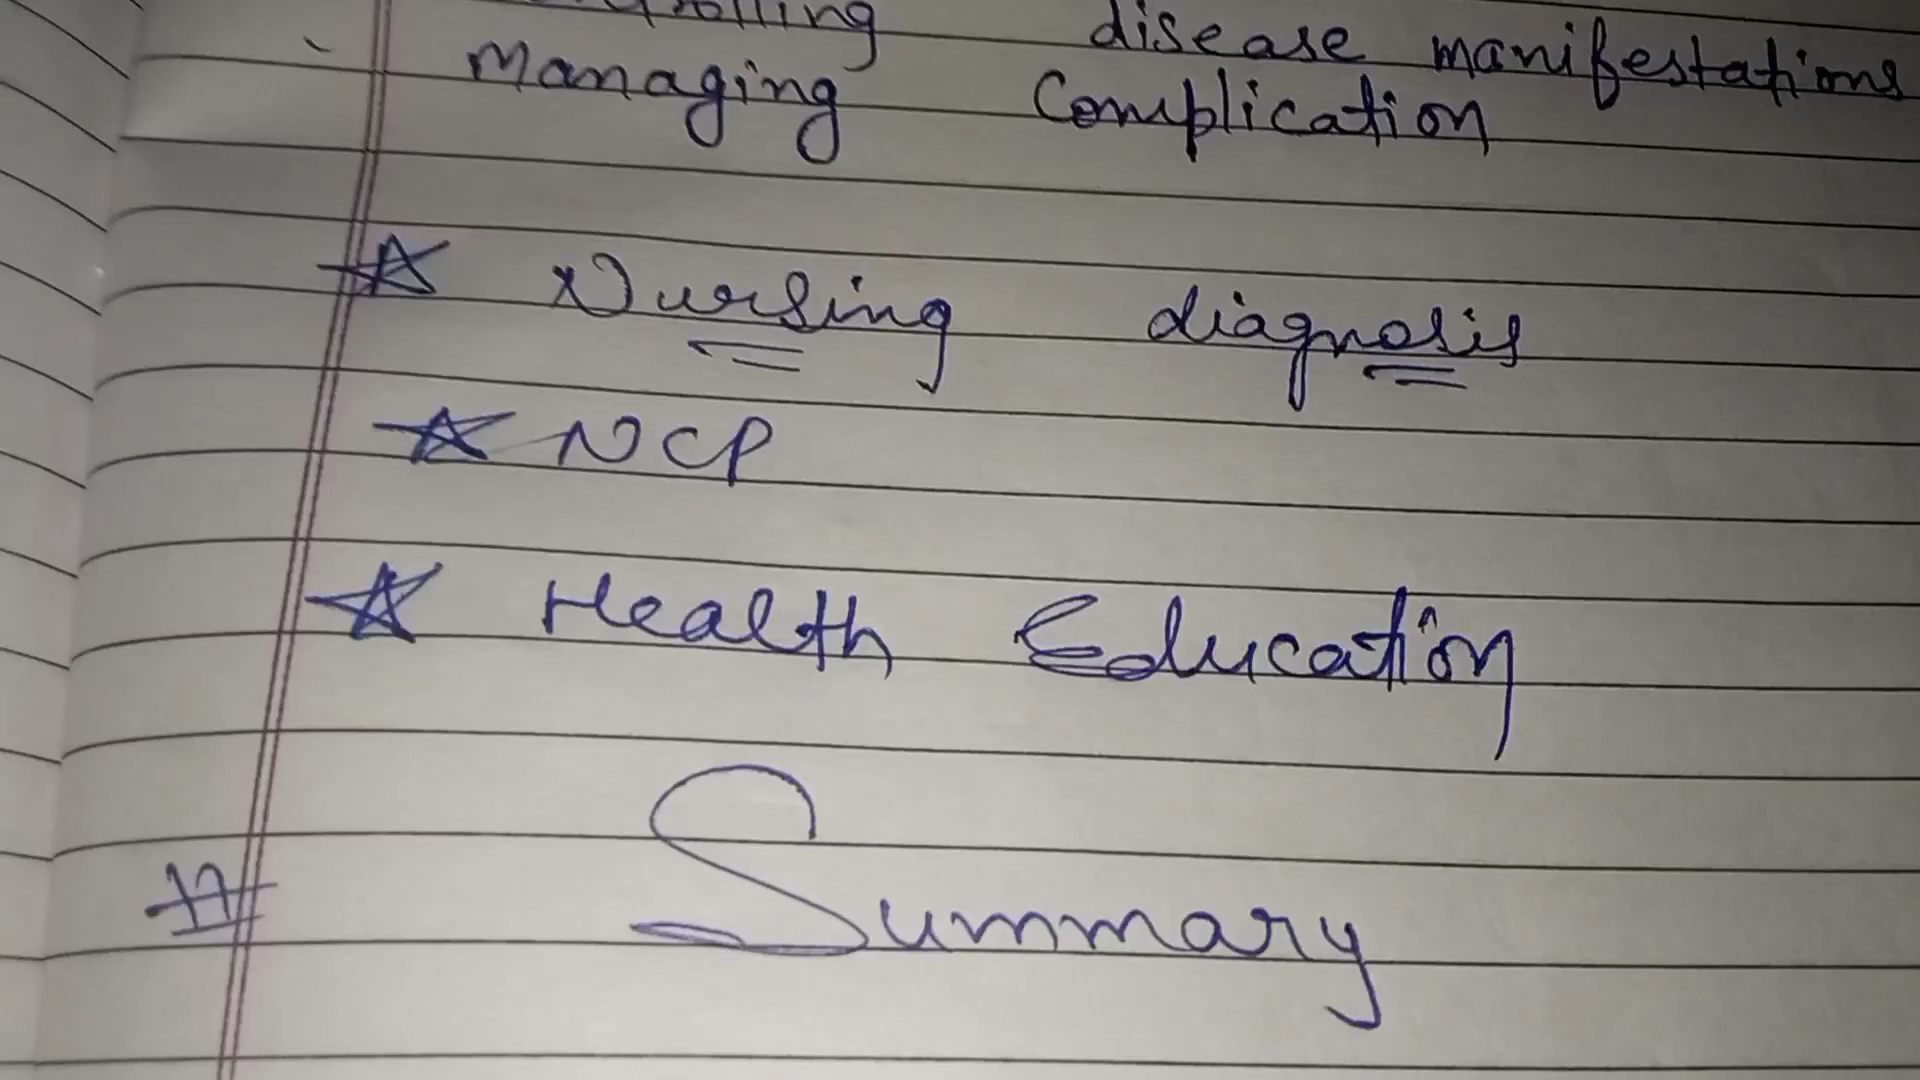 disease manifestations
Managing Complication
☆ Nursing diagnosis
☆ NCP
☆ Health Education
# Summary